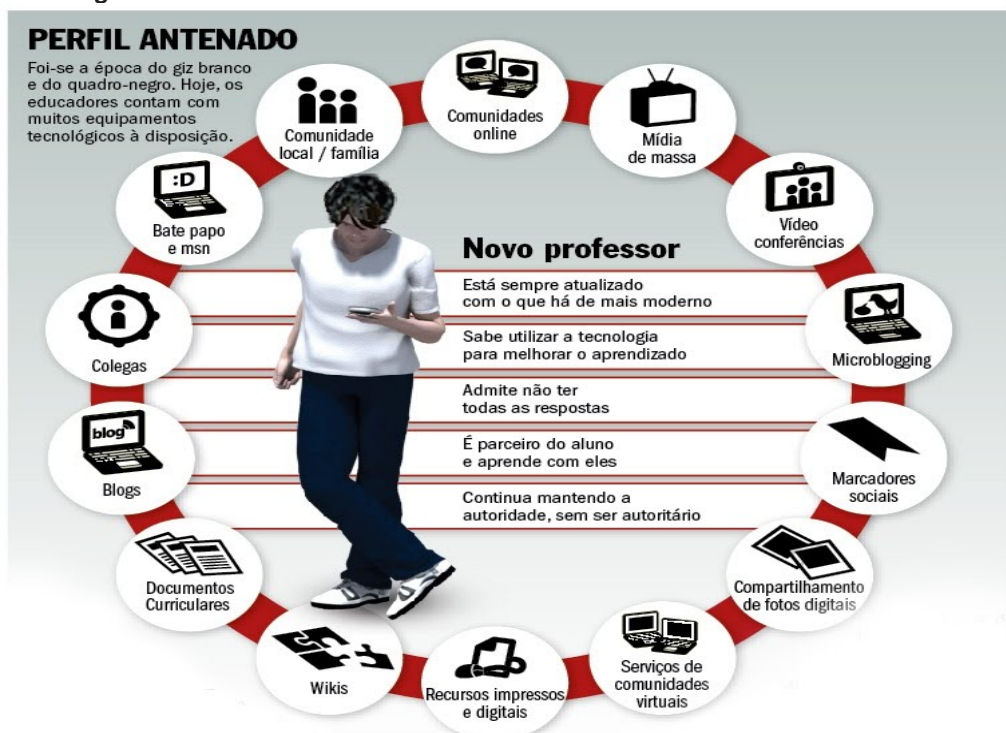 PERFIL ANTENADO
Foi-se a época do giz branco
e do quadro-negro. Hoje, os
educadores contam com
muitos equipamentos
tecnológicos à disposição.
Comunidade
local / família
Comunidades
online
Mídia
de massa
:D
Bate papo
e msn
Vídeo
conferências
Novo professor
Está sempre atualizado
com o que há de mais moderno
Sabe utilizar a tecnologia
para melhorar o aprendizado
Admite não ter
todas as respostas
É parceiro do aluno
e aprende com eles
Continua mantendo a
autoridade, sem ser autoritário
Colegas
Microblogging
blog
Blogs
Marcadores
sociais
Documentos
Curriculares
Compartilhamento
de fotos digitais
Wikis
Recursos impressos
e digitais
Serviços de
comunidades
virtuais